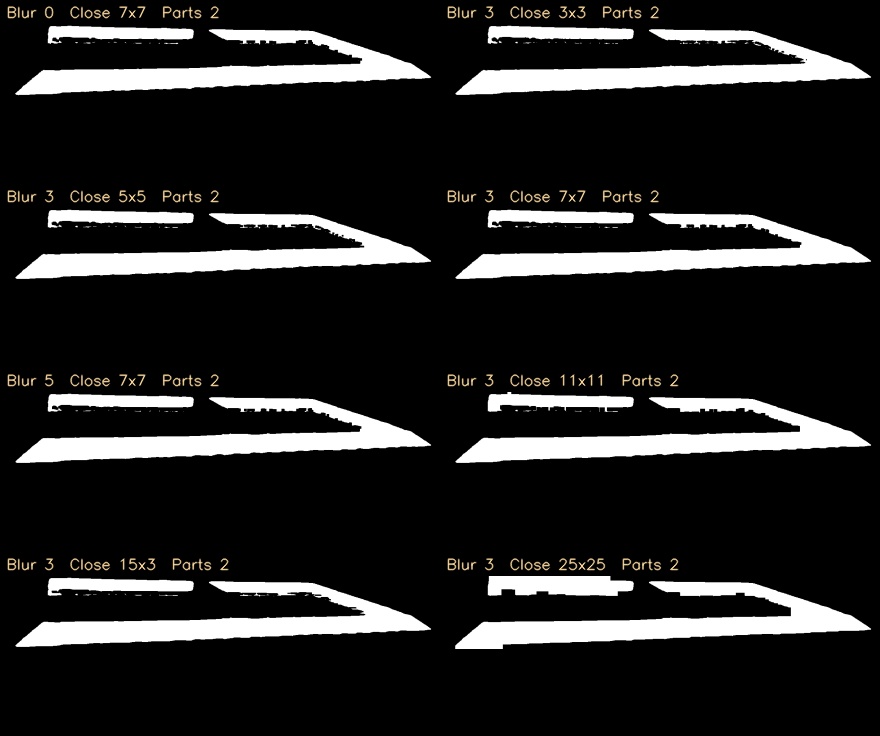 Blur 0 Close 7x7 Parts 2
Blur 3 Close 3x3 Parts 2
Blur 3 Close 5x5 Parts 2
Blur 3 Close 7x7 Parts 2
Blur 5 Close 7x7 Parts 2
Blur 3 Close 11x11 Parts 2
Blur 3 Close 15x3 Parts 2
Blur 3 Close 25x25 Parts 2